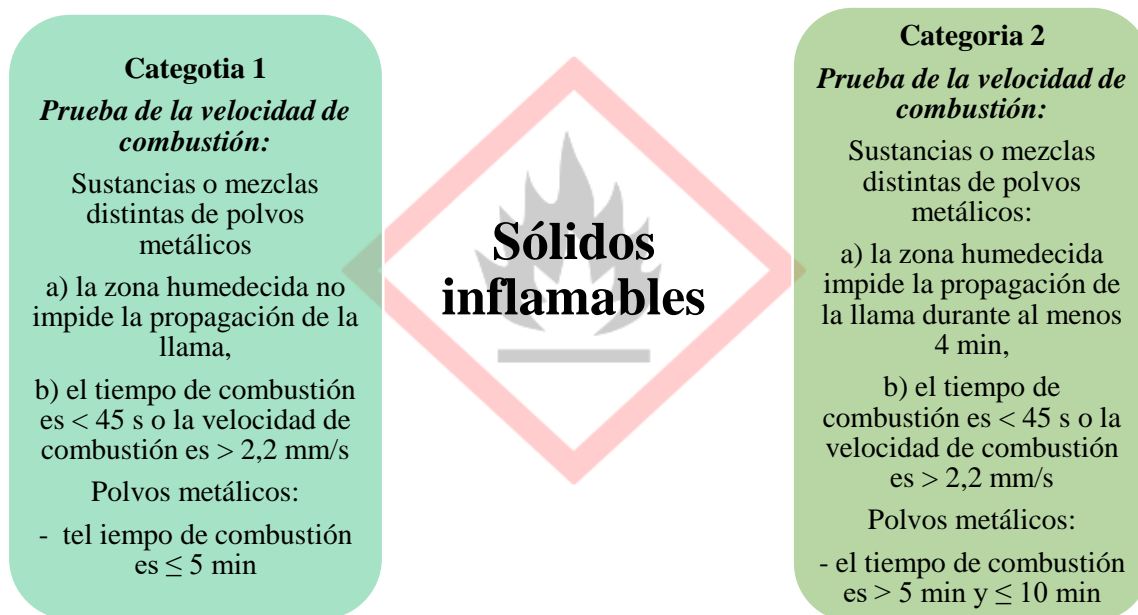 Categotia 1
Prueba de la velocidad de
combustión:
Sustancias o mezclas
distintas de polvos
metálicos
a) la zona humedecida no
impide la propagación de la
llama,
b) el tiempo de combustión
es < 45 s o la velocidad de
combustión es > 2,2 mm/s
Polvos metálicos:
- tel iempo de combustión
es ≤ 5 min
Sólidos
inflamables
Categoria 2
Prueba de la velocidad de
combustión:
Sustancias o mezclas
distintas de polvos
metálicos:
a) la zona humedecida
impide la propagación de
la llama durante al menos
4 min,
b) el tiempo de
combustión es < 45 s o la
velocidad de combustión
es > 2,2 mm/s
Polvos metálicos:
- el tiempo de combustión
es > 5 min y ≤ 10 min